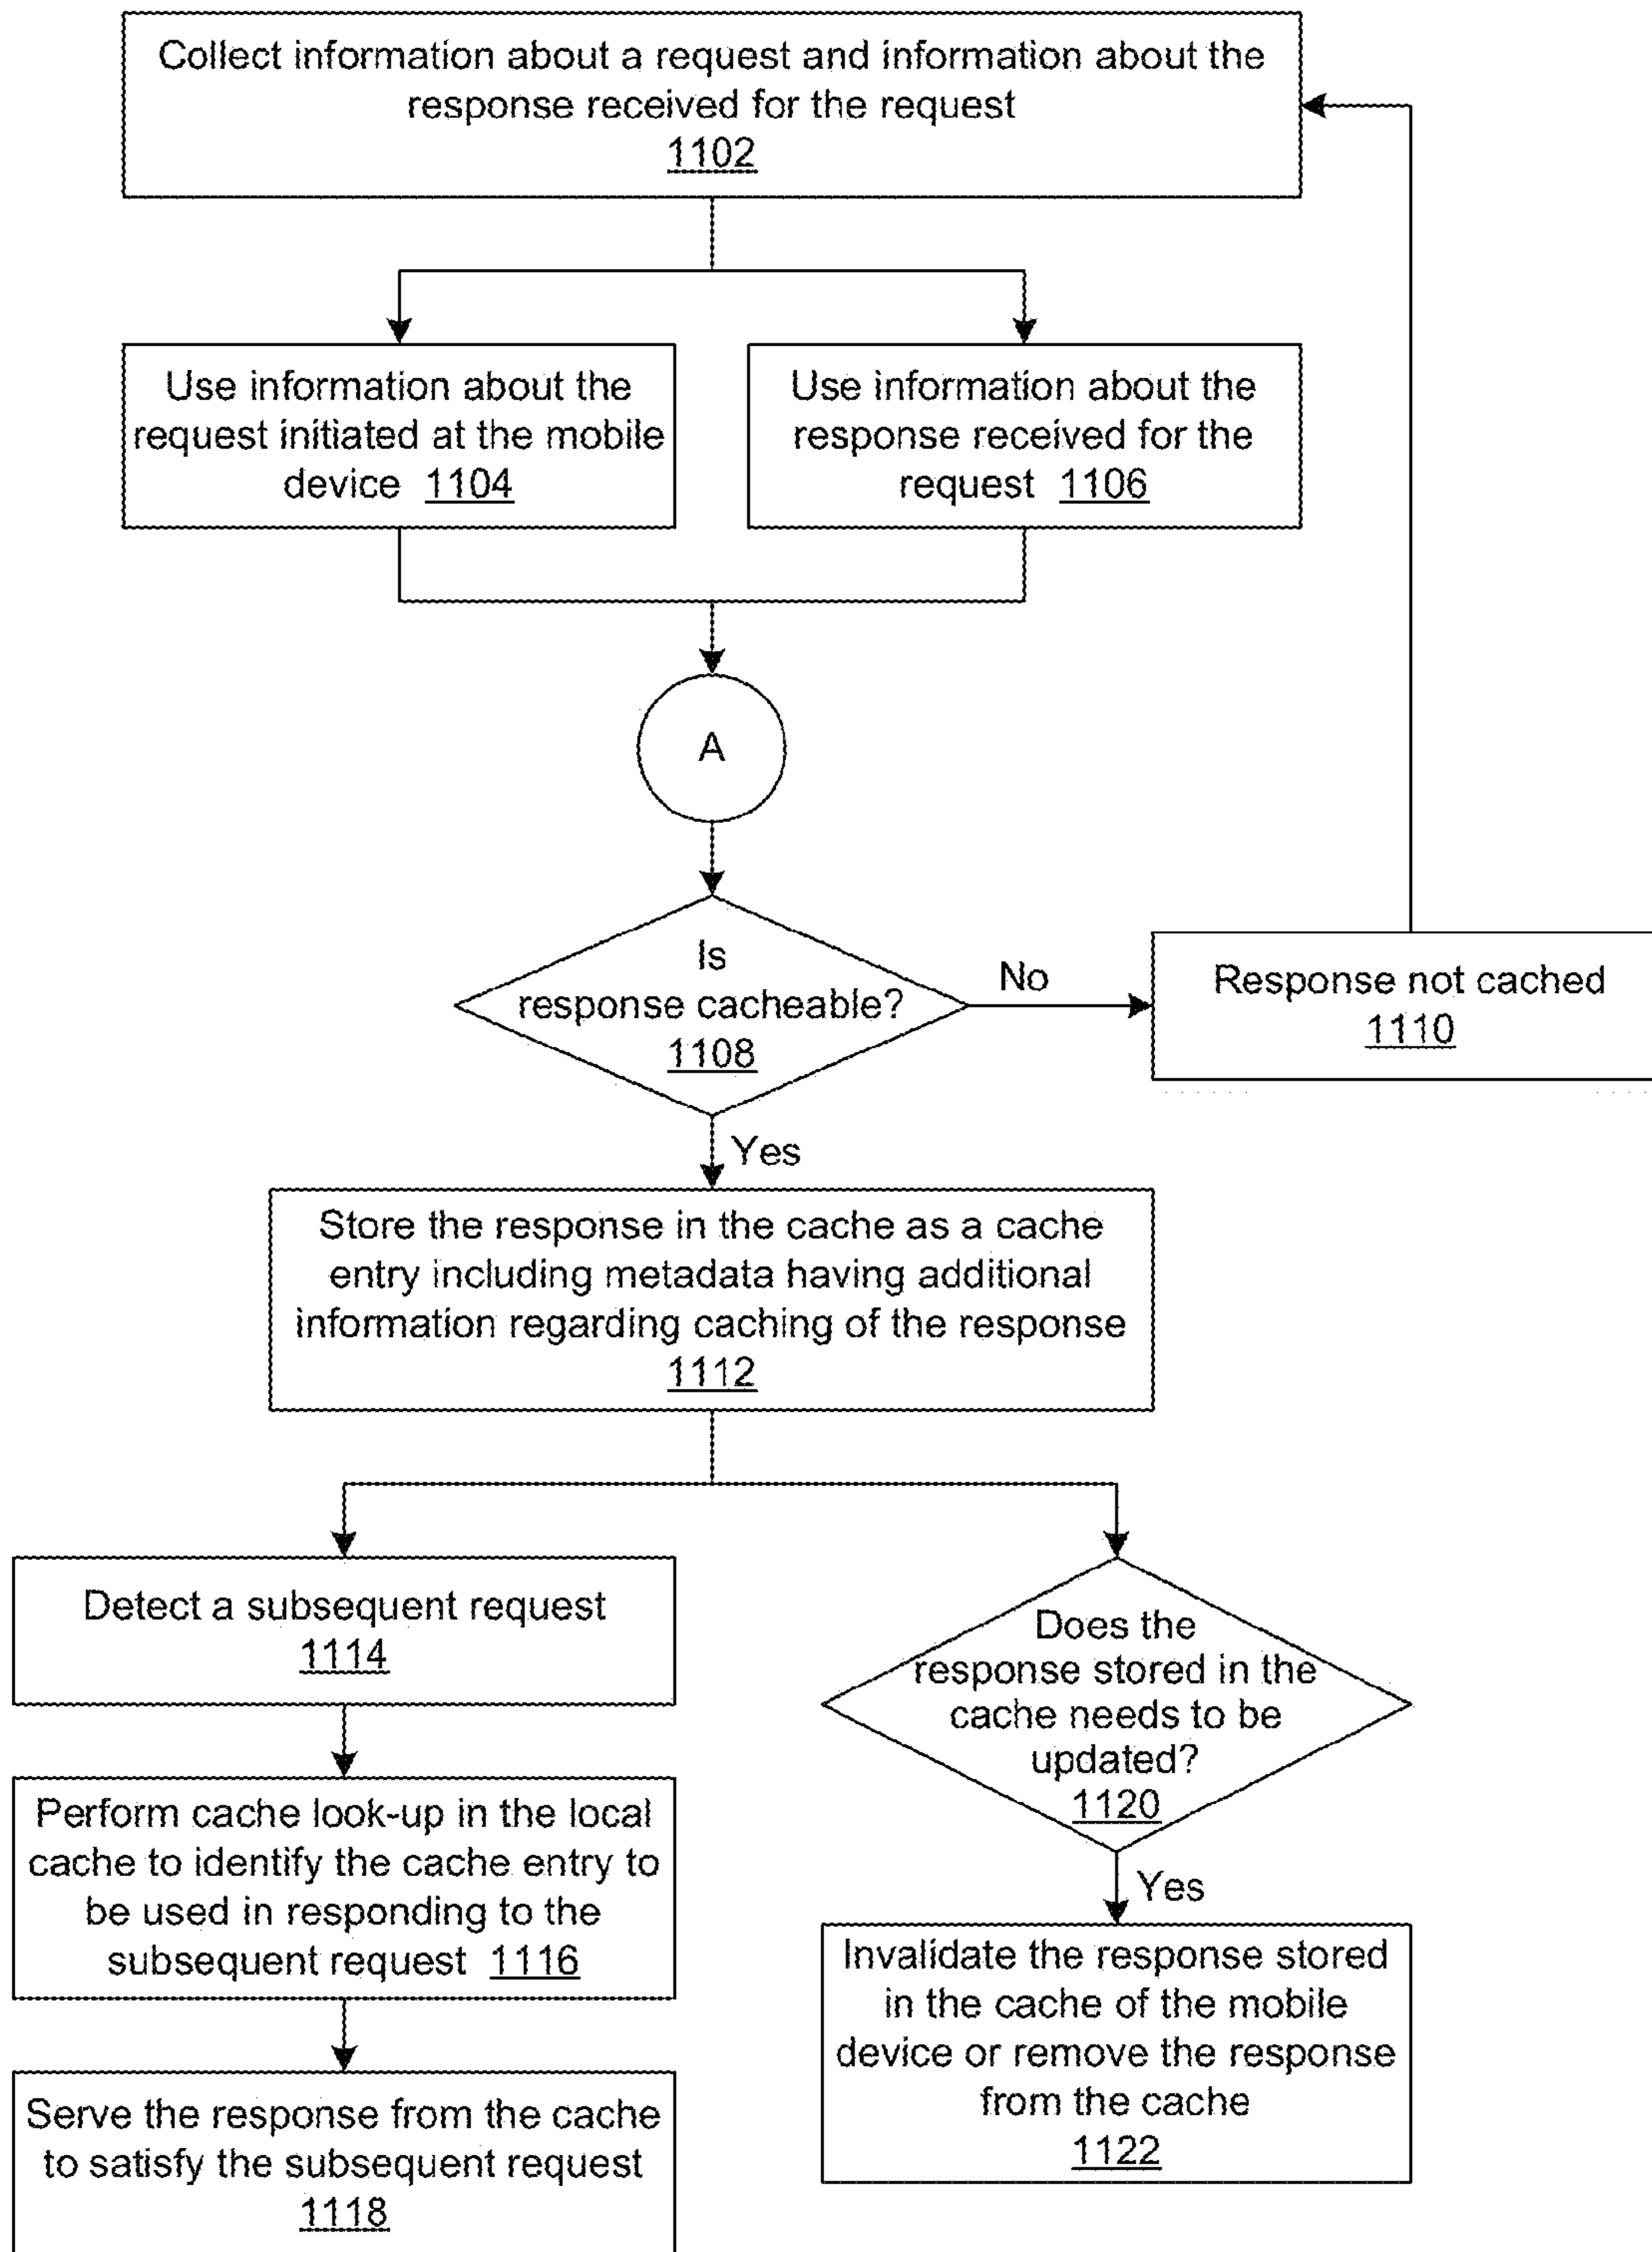 Collect information about a request and information about the
response received for the request
1102
Use information about the
request initiated at the mobile
device 1104
Use information about the
response received for the
request 1106
A
Is
response cacheable?
1108
No
Response not cached
1110
Yes
Store the response in the cache as a cache
entry including metadata having additional
information regarding caching of the response
1112
Detect a subsequent request
1114
Perform cache look-up in the local
cache to identify the cache entry to
be used in responding to the
subsequent request 1116
Serve the response from the cache
to satisfy the subsequent request
1118
Does the
response stored in the
cache needs to be
updated?
1120
Yes
Invalidate the response stored
in the cache of the mobile
device or remove the response
from the cache
1122